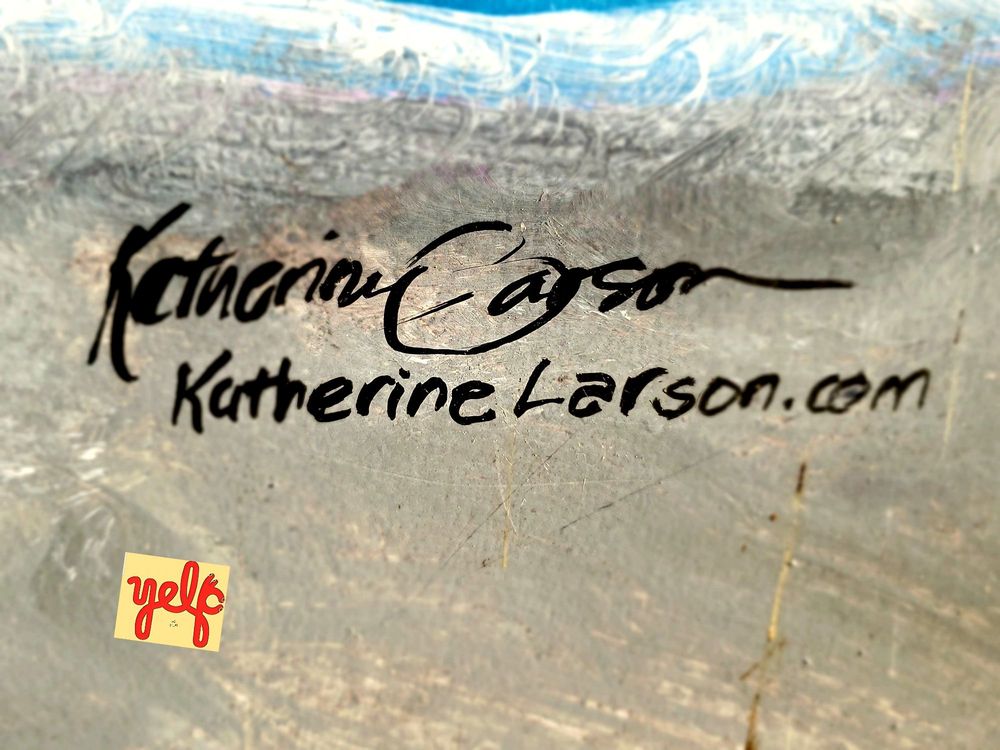 Katherine Larson
KatherineLarson.com
yelp